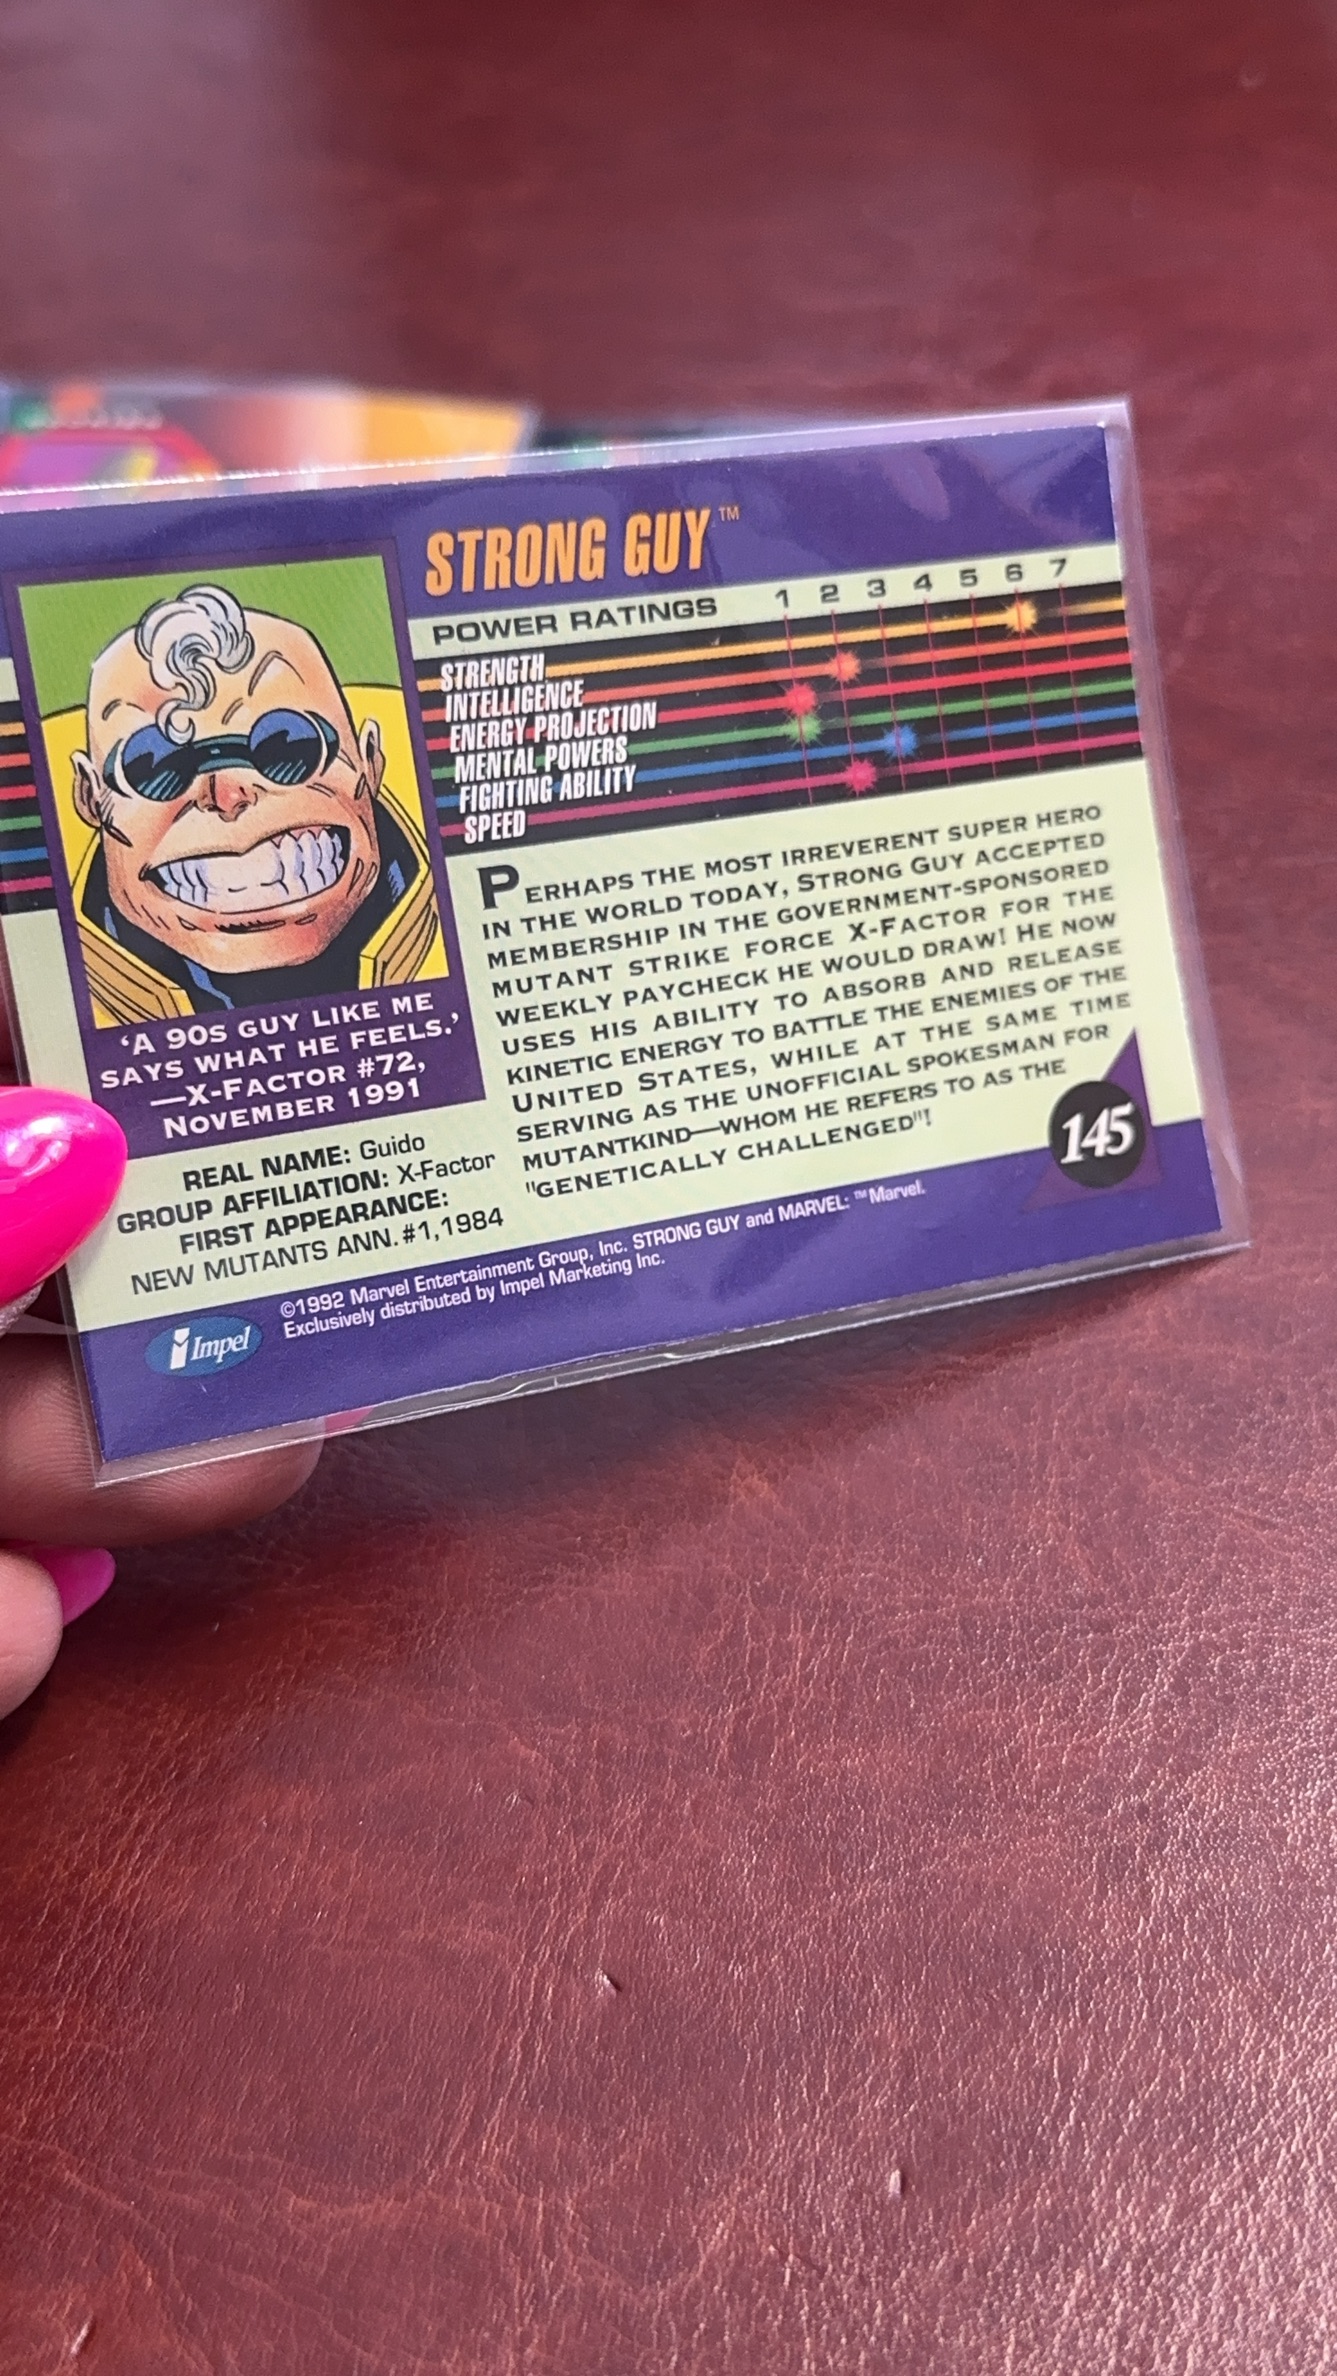 STRONG GUY™
POWER RATINGS 1 2 3 4 5 6 7
STRENGTH
INTELLIGENCE
ENERGY PROJECTION
MENTAL POWERS
FIGHTING ABILITY
SPEED
PERHAPS THE MOST IRREVERENT SUPER HERO
IN THE WORLD TODAY, STRONG GUY ACCEPTED
MEMBERSHIP IN THE GOVERNMENT-SPONSORED
MUTANT STRIKE FORCE X-FACTOR FOR THE
WEEKLY PAYCHECK HE WOULD DRAW! HE NOW
USES HIS ABILITY TO ABSORB AND RELEASE
KINETIC ENERGY TO BATTLE THE ENEMIES OF THE
UNITED STATES, WHILE AT THE SAME TIME
SERVING AS THE UNOFFICIAL SPOKESMAN FOR
MUTANTKIND—WHOM HE REFERS TO AS THE
"GENETICALLY CHALLENGED"!
'A 90S GUY LIKE ME
SAYS WHAT HE FEELS.'
—X-FACTOR #72,
NOVEMBER 1991
REAL NAME: Guido
GROUP AFFILIATION: X-Factor
FIRST APPEARANCE:
NEW MUTANTS ANN.#1,1984
145
©1992 Marvel Entertainment Group, Inc. STRONG GUY and MARVEL: ™ Marvel.
Exclusively distributed by Impel Marketing Inc.
Impel